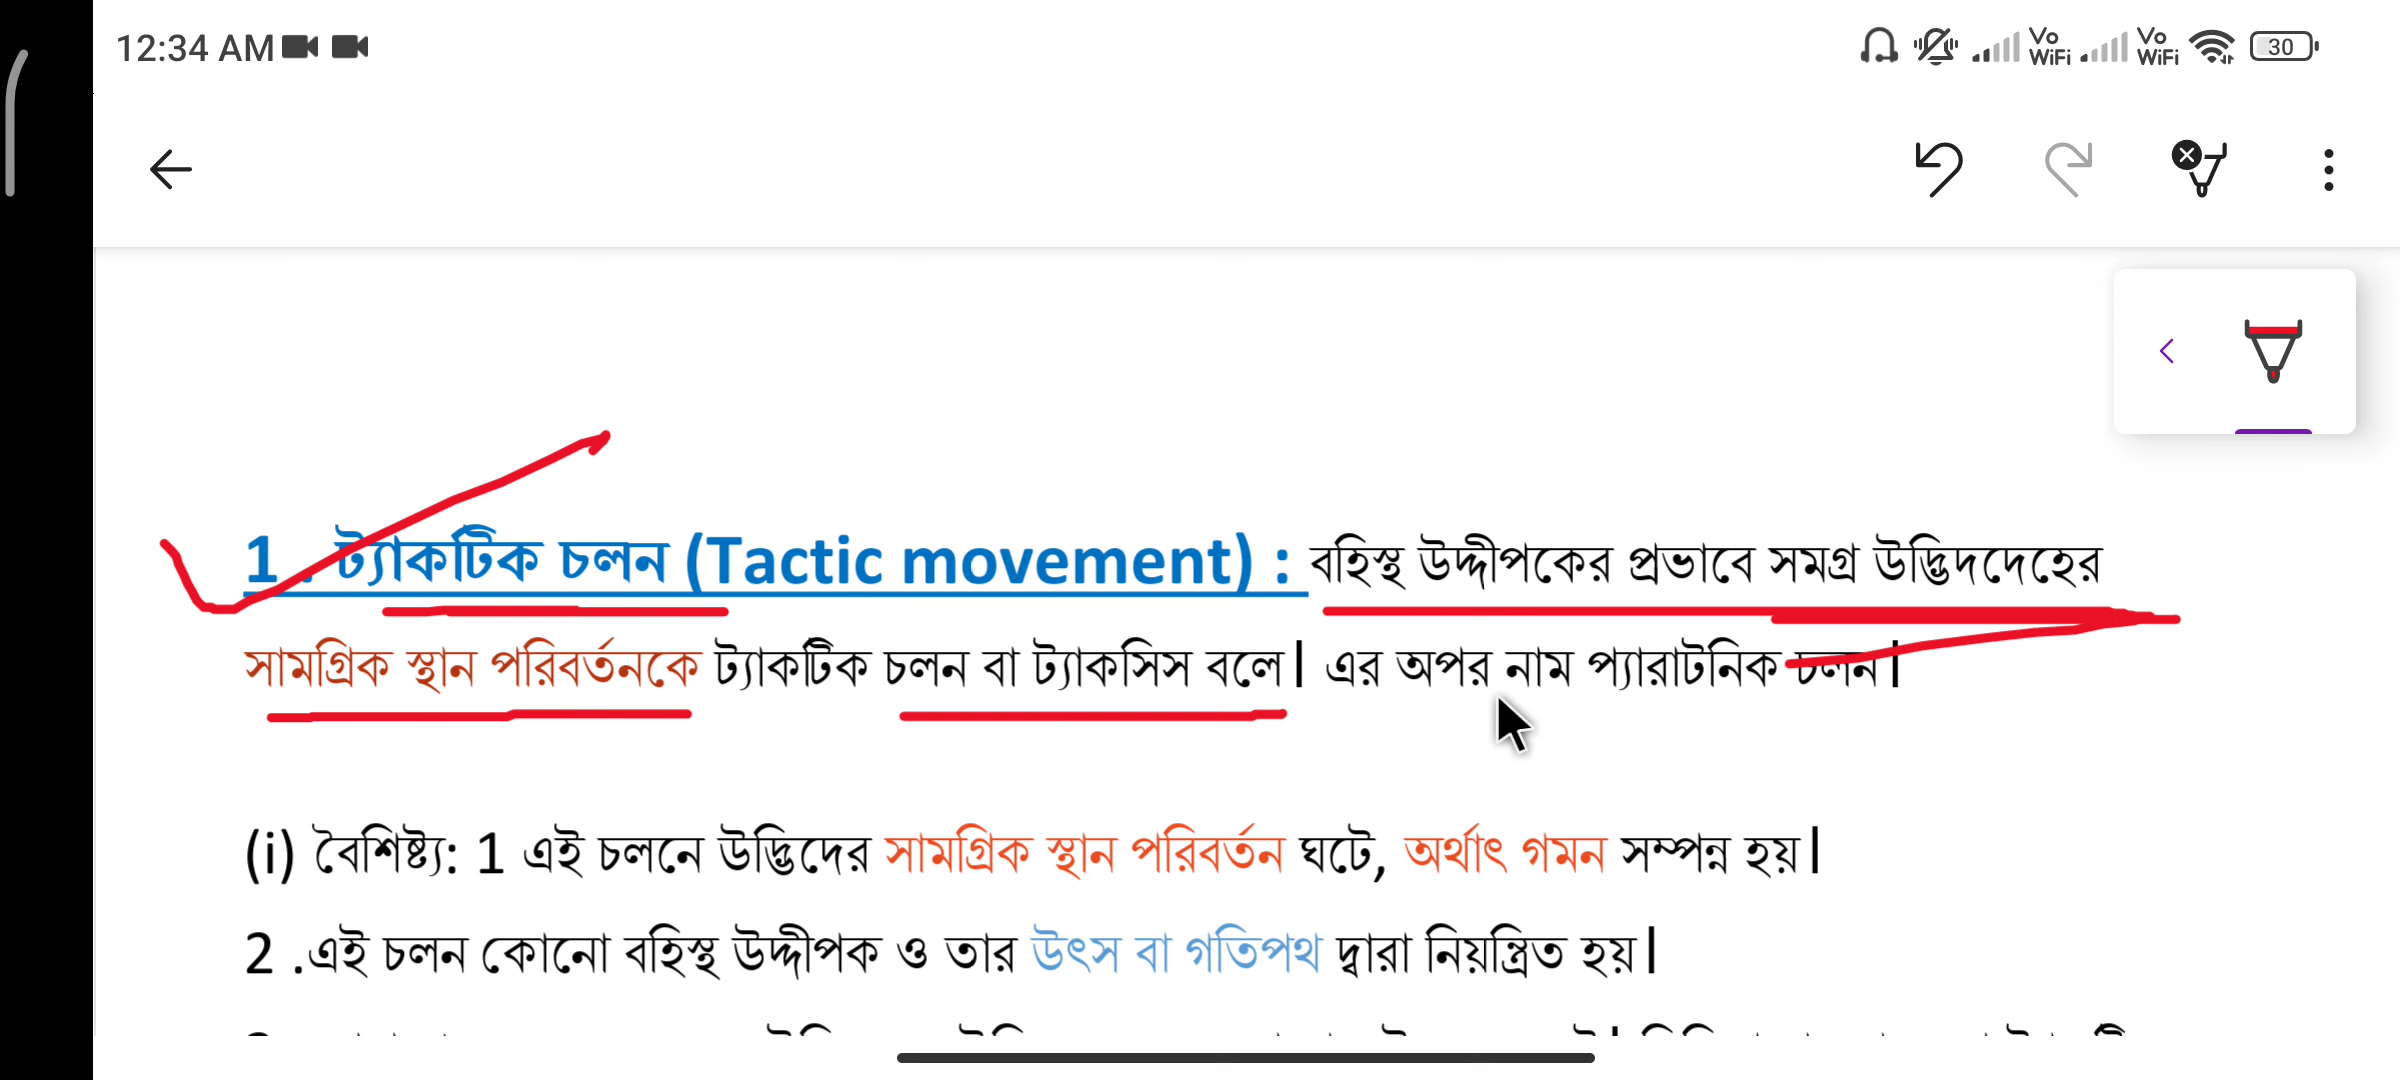 12:34 AM Vo WiFi Vo WiFi 30
1 . ট্যাকটিক চলন (Tactic movement) : বহিস্থ উদ্দীপকের প্রভাবে সমগ্র উদ্ভিদদেহের
সামগ্রিক স্থান পরিবর্তনকে ট্যাকটিক চলন বা ট্যাকসিস বলে। এর অপর নাম প্যারাটনিক চলন।
(i) বৈশিষ্ট্য: 1 এই চলনে উদ্ভিদের সামগ্রিক স্থান পরিবর্তন ঘটে, অর্থাৎ গমন সম্পন্ন হয়।
2 .এই চলন কোনো বহিস্থ উদ্দীপক ও তার উৎস বা গতিপথ দ্বারা নিয়ন্ত্রিত হয়।